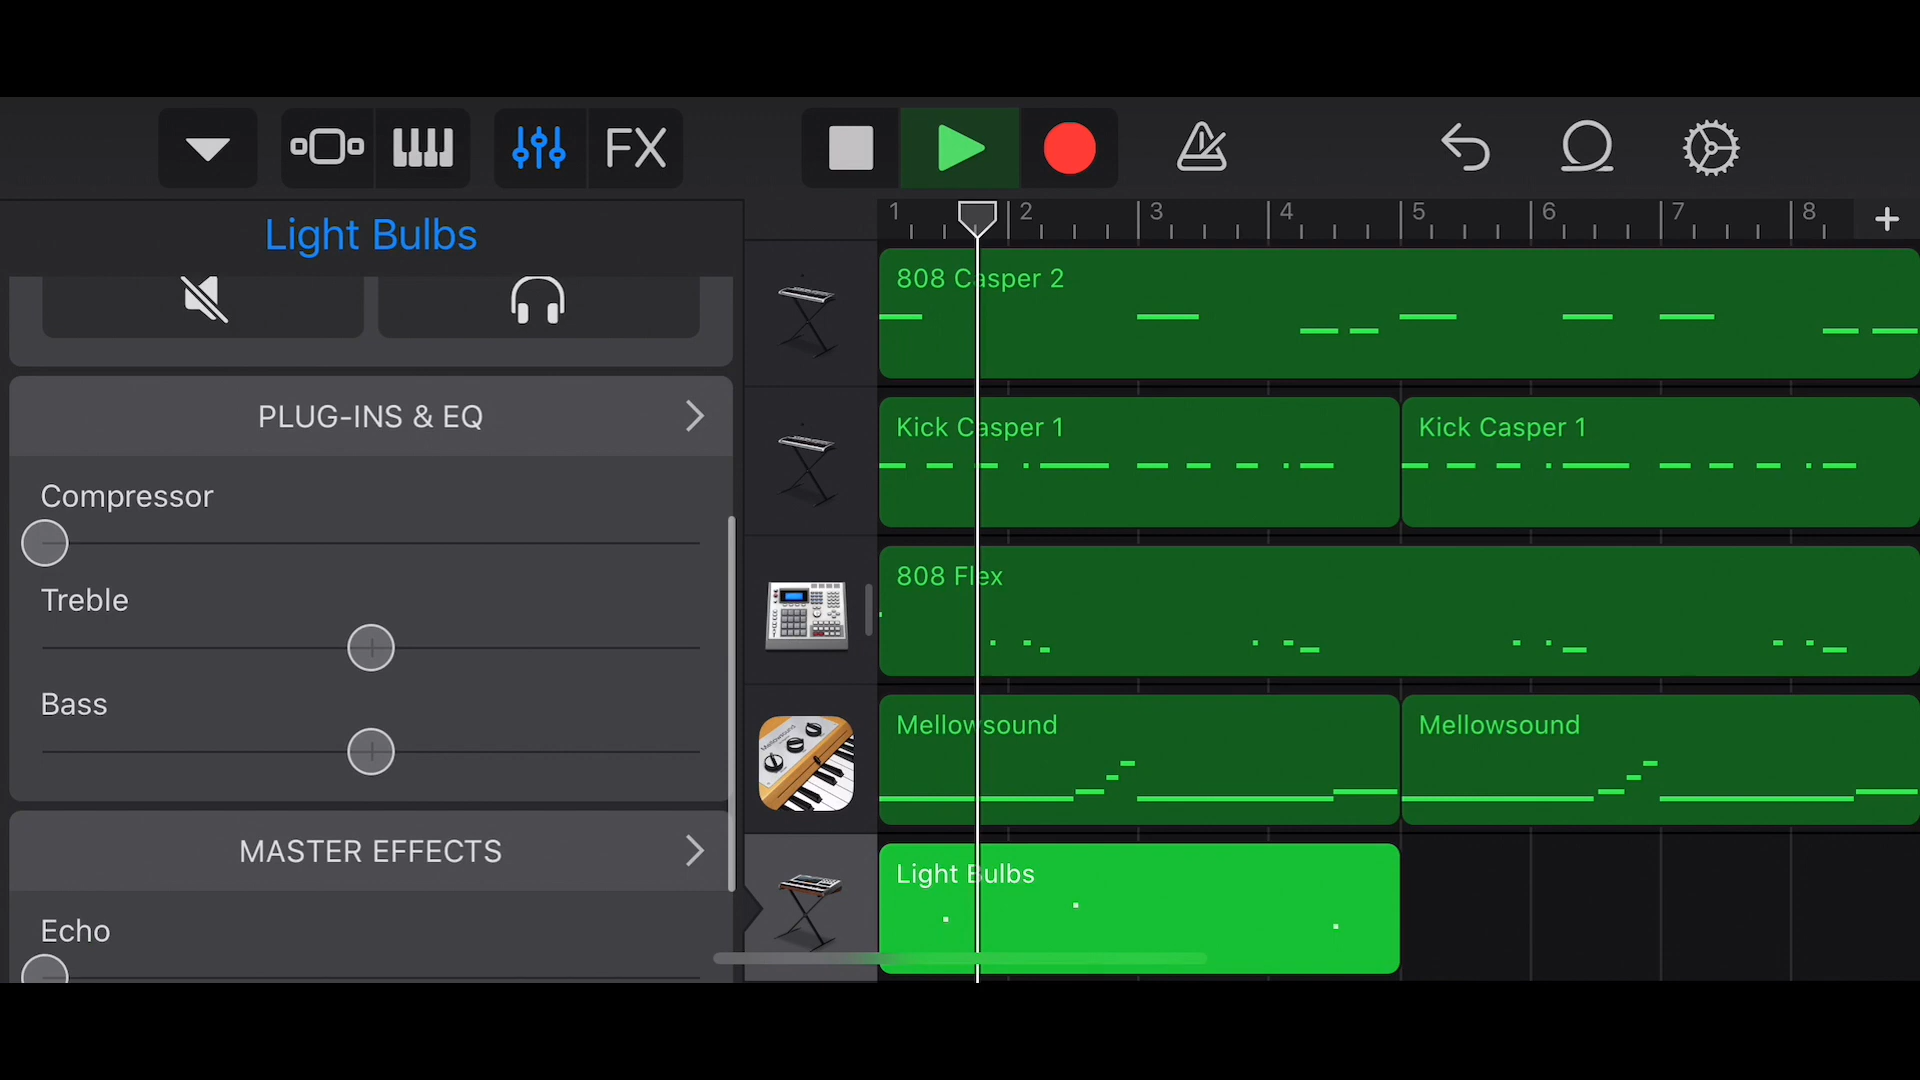 FX
Light Bulbs
1 2 3 4 5 6 7 8 +
808 Casper 2
PLUG-INS & EQ
Kick Casper 1 Kick Casper 1
Compressor
808 Flex
Treble
Bass
Mellowsound Mellowsound
MASTER EFFECTS
Light Bulbs
Echo